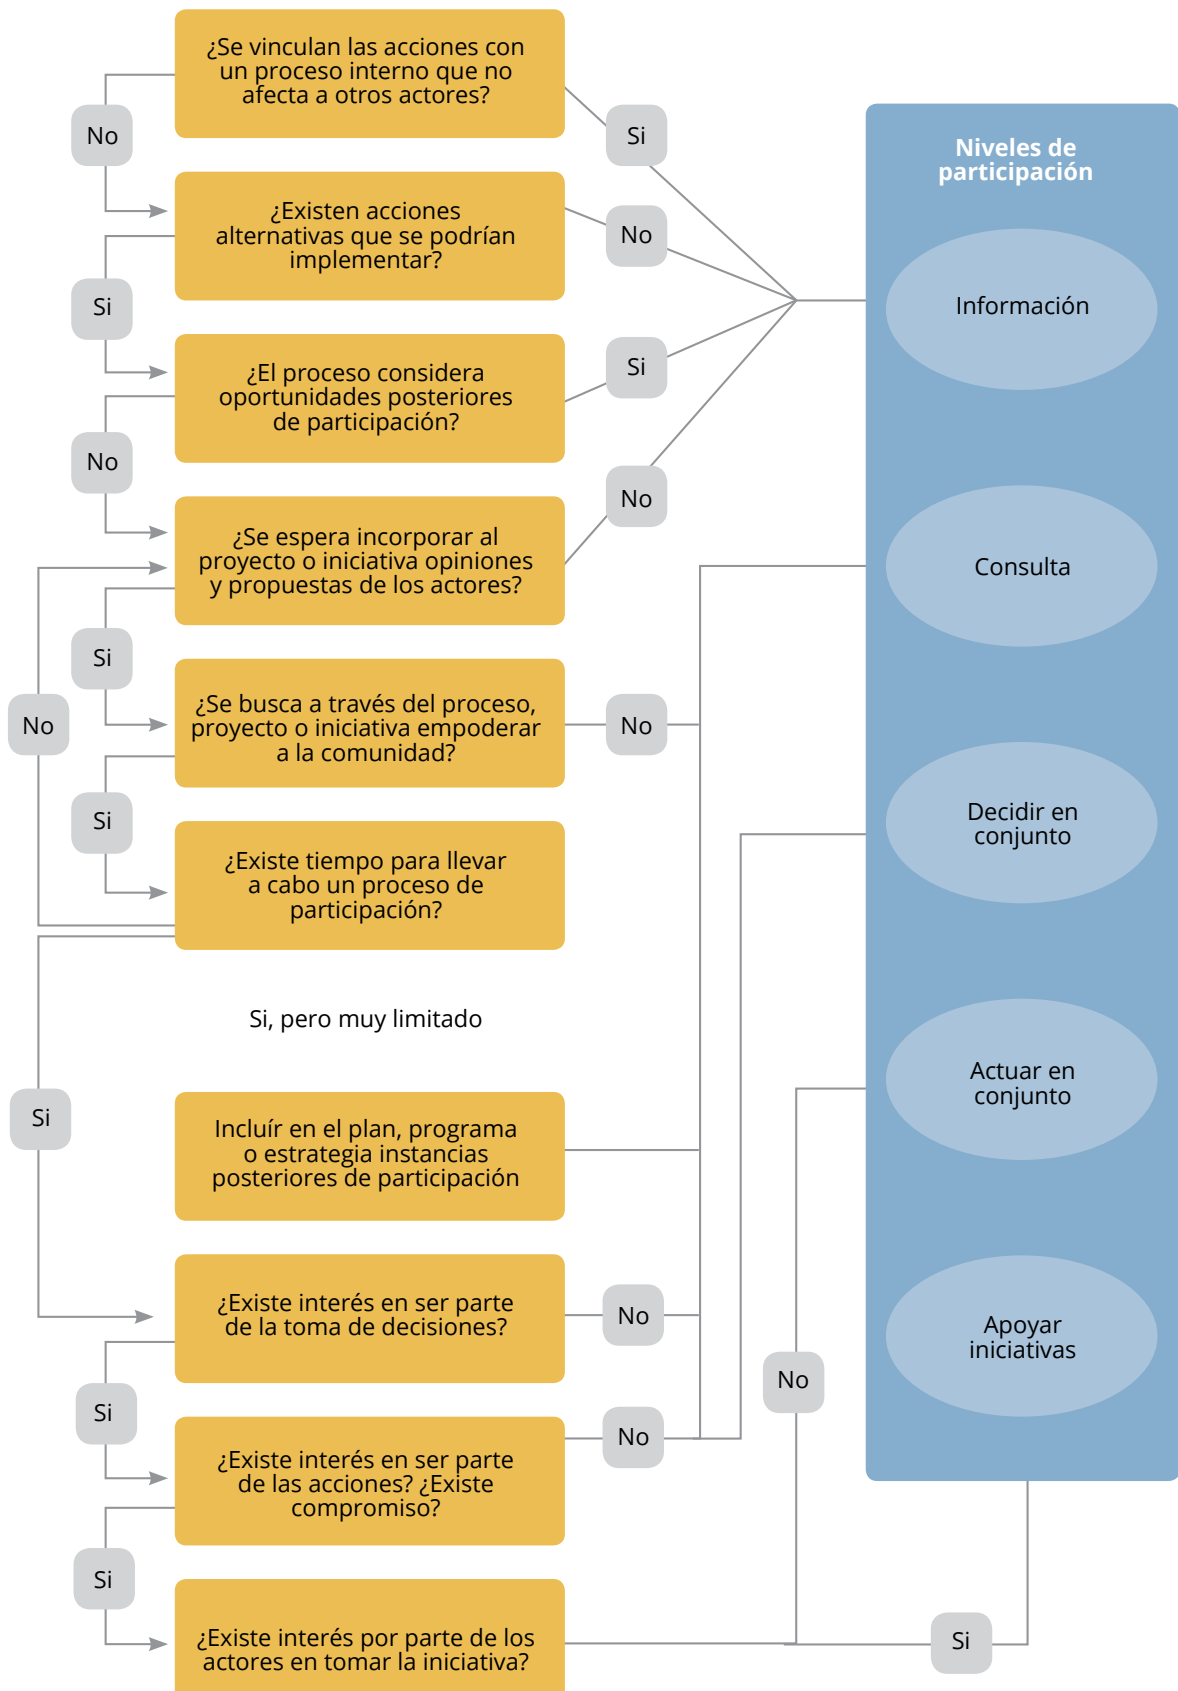 ¿Se vinculan las acciones con
un proceso interno que no
afecta a otros actores?
No
Si
Niveles de
participación
¿Existen acciones
alternativas que se podrían
implementar?
No
Si
Información
¿El proceso considera
oportunidades posteriores
de participación?
Si
No
No
¿Se espera incorporar al
proyecto o iniciativa opiniones
y propuestas de los actores?
Consulta
Si
No
¿Se busca a través del proceso,
proyecto o iniciativa empoderar
a la comunidad?
No
Si
Decidir en
conjunto
¿Existe tiempo para llevar
a cabo un proceso de
participación?
Si, pero muy limitado
Actuar en
conjunto
Si
Incluír en el plan, programa
o estrategia instancias
posteriores de participación
¿Existe interés en ser parte
de la toma de decisiones?
No
Apoyar
iniciativas
No
Si
¿Existe interés en ser parte
de las acciones? ¿Existe
compromiso?
No
Si
¿Existe interés por parte de los
actores en tomar la iniciativa?
Si